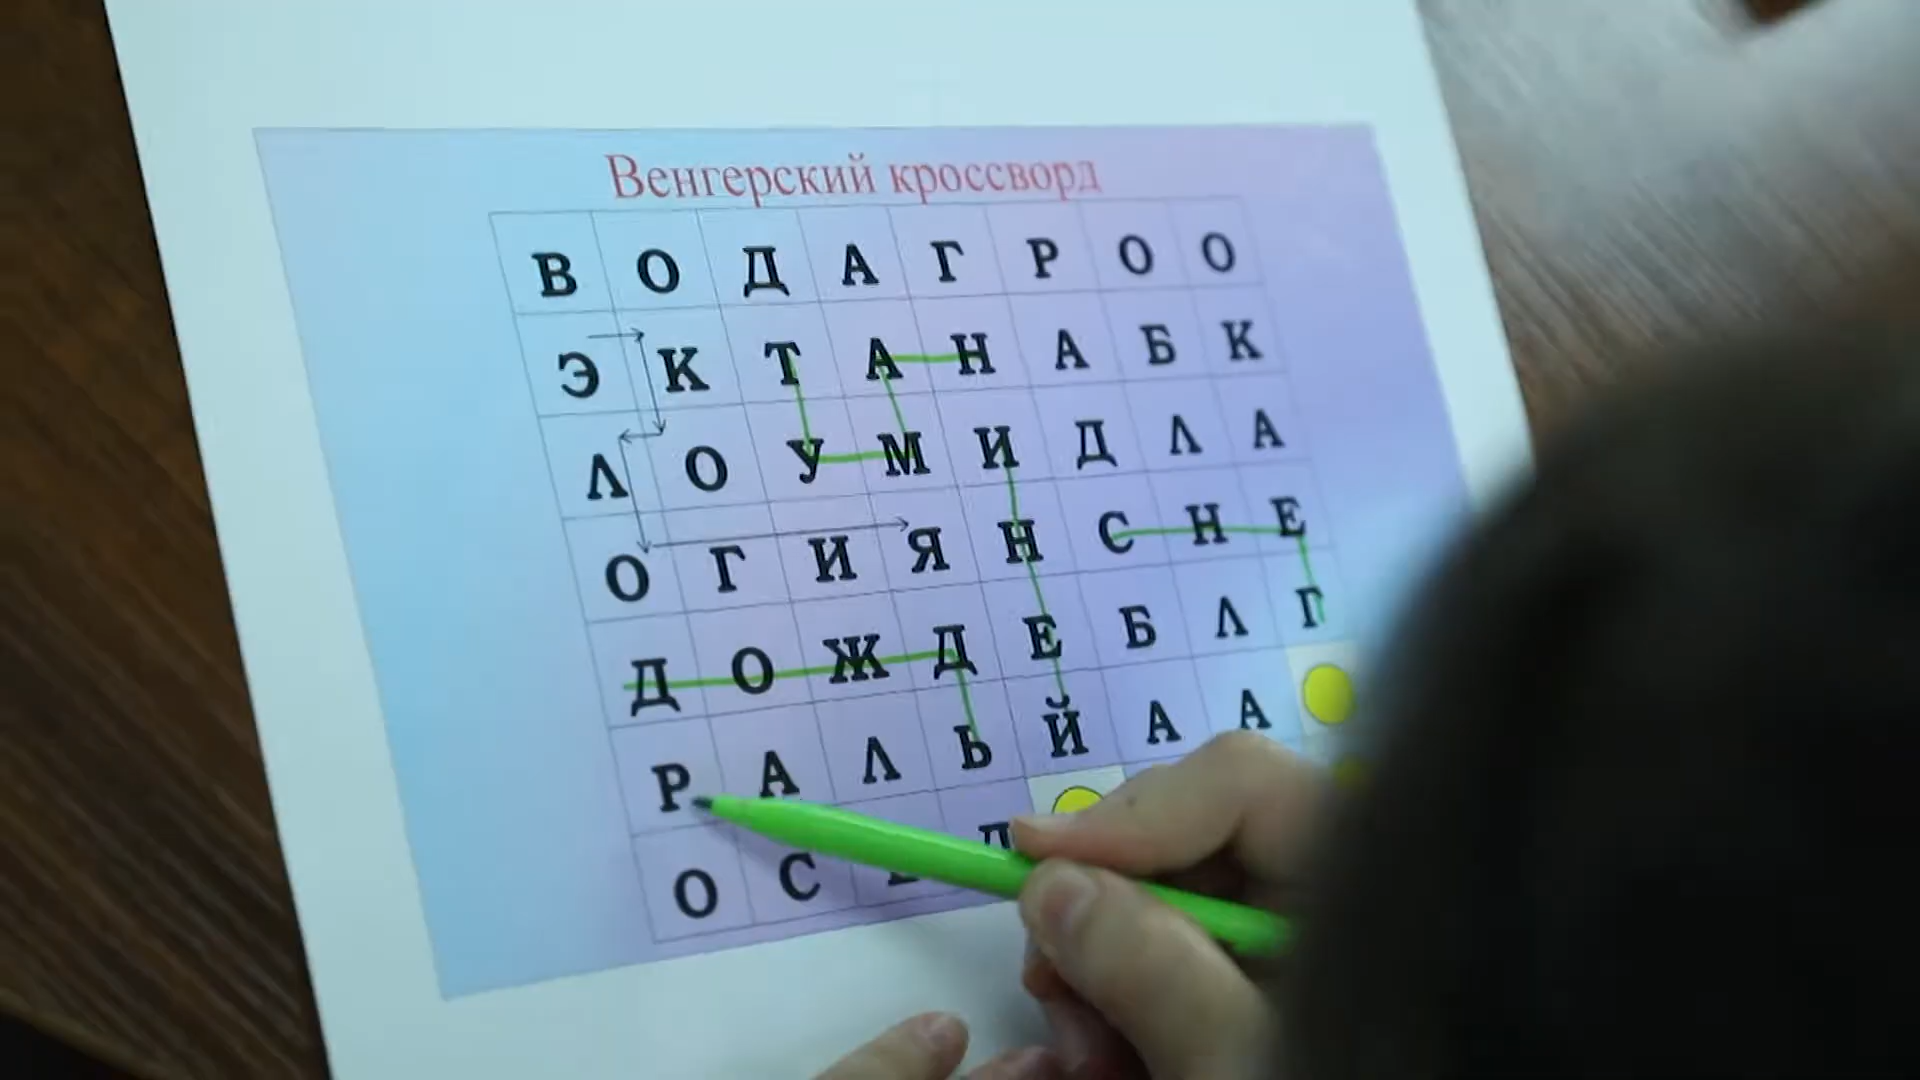 Венгерский кроссворд
В О Д А Г Р О О
Э К Т А Н А Б К
Л О У М И Д Л А
О Г И Я Н С Н Е
Д О Ж Д Е Б Л Г
Р А Л Ь Й А А
О С